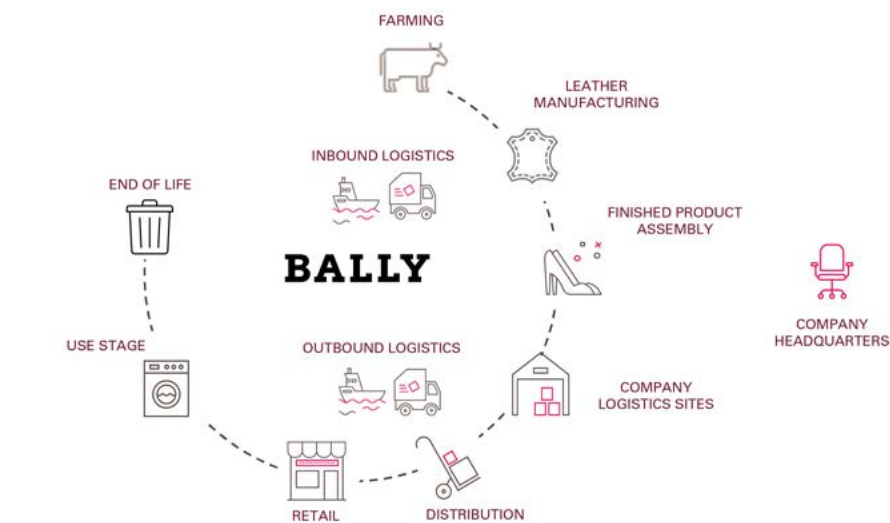 FARMING
LEATHER
MANUFACTURING
INBOUND LOGISTICS
END OF LIFE
FINISHED PRODUCT
ASSEMBLY
BALLY
COMPANY
HEADQUARTERS
USE STAGE
OUTBOUND LOGISTICS
COMPANY
LOGISTICS SITES
RETAIL
DISTRIBUTION